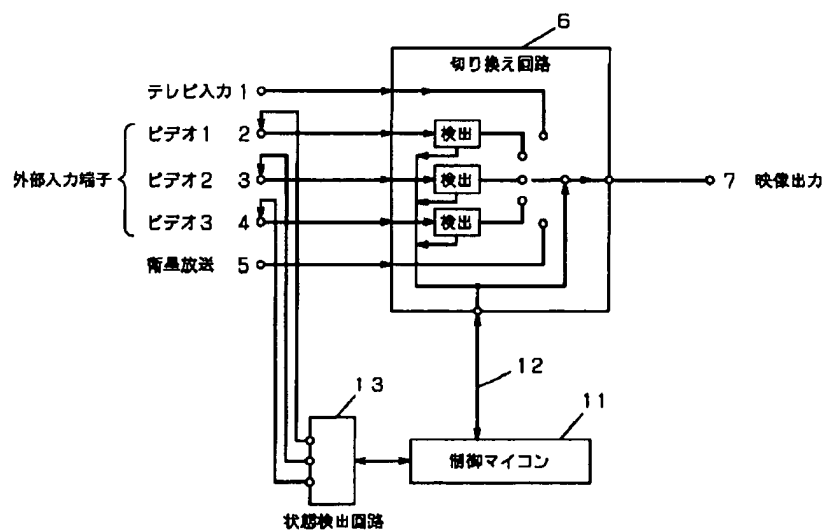 6
切り換え回路
テレビ入力 1
ビデオ1 2
検出
外部入力端子
ビデオ2 3
検出
7 映像出力
ビデオ3 4
検出
衛星放送 5
12
13
11
制御マイコン
状態検出回路